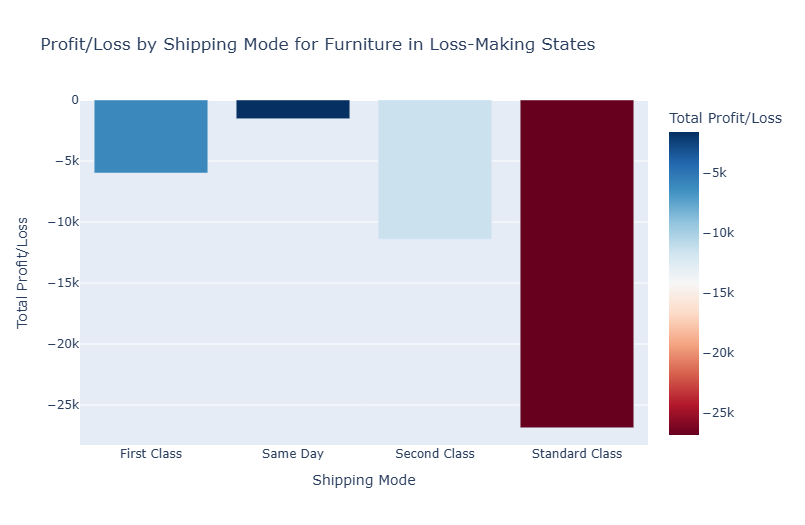 Profit/Loss by Shipping Mode for Furniture in Loss-Making States
Total Profit/Loss
0
−5k
−10k
−15k
−20k
−25k
First Class
Same Day
Second Class
Standard Class
Shipping Mode
Total Profit/Loss
−5k
−10k
−15k
−20k
−25k